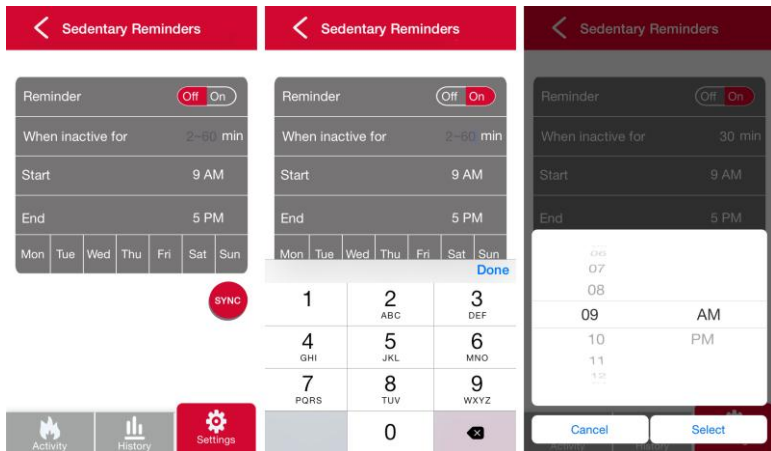 Sedentary Reminders
Reminder Off On
When inactive for 2~60 min
Start 9 AM
End 5 PM
Mon Tue Wed Thu Fri Sat Sun
SYNC
Activity History Settings
Sedentary Reminders
Reminder Off On
When inactive for 2~60 min
Start 9 AM
End 5 PM
Mon Tue Wed Thu Fri Sat Sun
Done
1 2 3
ABC DEF
4 5 6
GHI JKL MNO
7 8 9
PQRS TUV WXYZ
0
Sedentary Reminders
Reminder Off On
When inactive for 30 min
Start 9 AM
End 5 PM
06
07
08
09 AM
10 PM
11
12
Cancel Select
Activity History